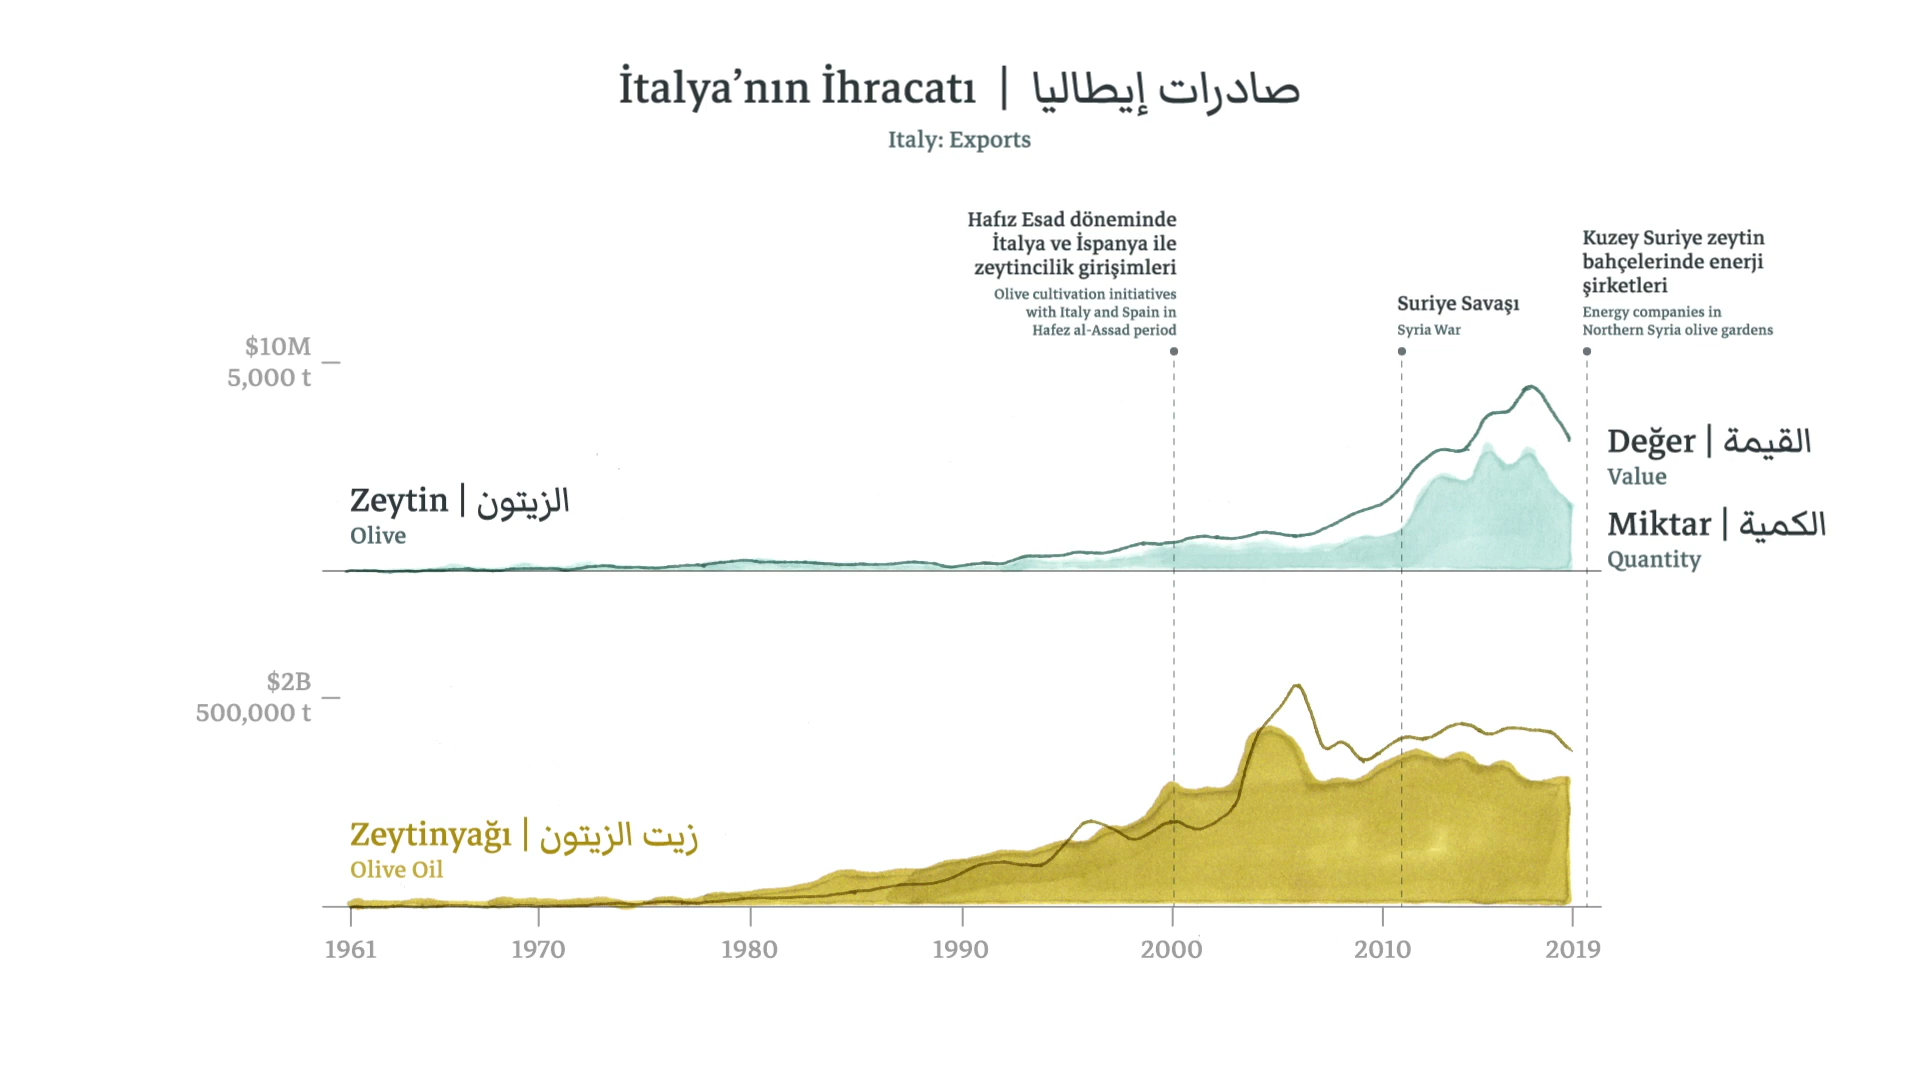 İtalya’nın İhracatı | صادرات إيطاليا
Italy: Exports
Hafız Esad döneminde
İtalya ve İspanya ile
zeytincilik girişimleri
Olive cultivation initiatives
with Italy and Spain in
Hafez al-Assad period
Suriye Savaşı
Syria War
Kuzey Suriye zeytin
bahçelerinde enerji
şirketleri
Energy companies in
Northern Syria olive gardens
$10M
5,000 t
Zeytin | الزيتون
Olive
Değer | القيمة
Value
Miktar | الكمية
Quantity
$2B
500,000 t
Zeytinyağı | زيت الزيتون
Olive Oil
1961 1970 1980 1990 2000 2010 2019